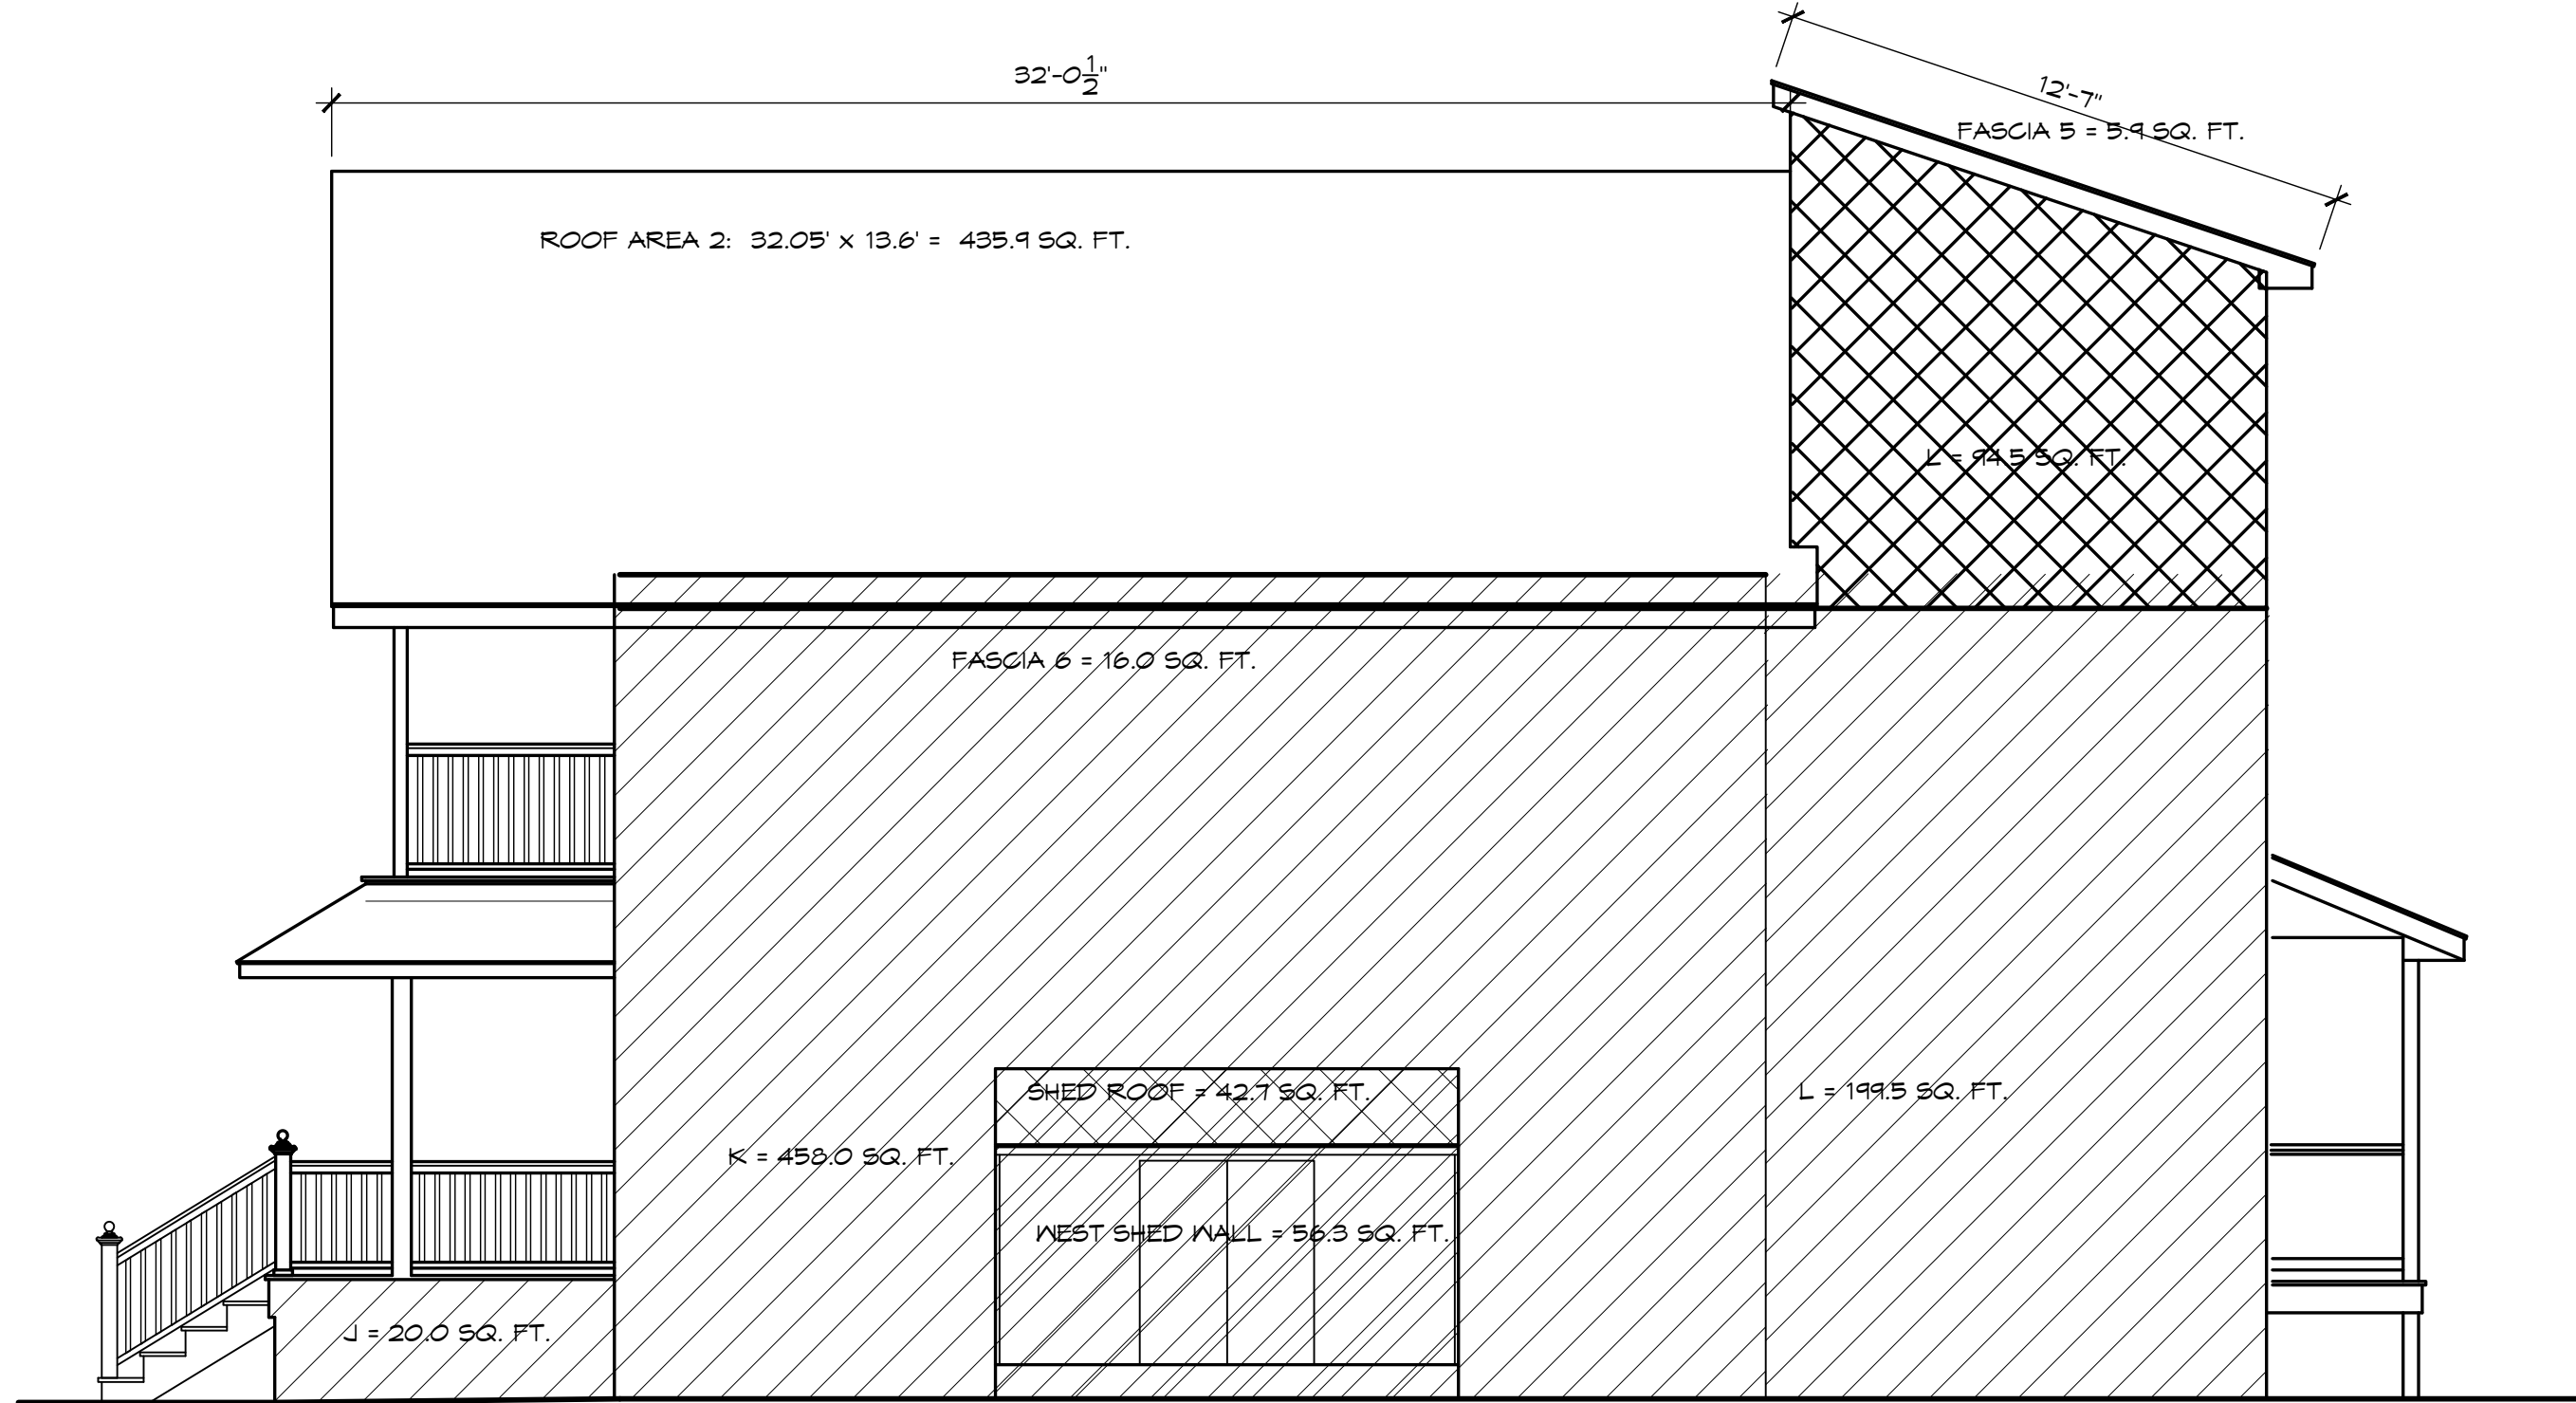 32'-0 1/2"
12'-7"
FASCIA 5 = 5.9 SQ. FT.
ROOF AREA 2: 32.05' x 13.6' = 435.9 SQ. FT.
L = 94.5 SQ. FT.
FASCIA 6 = 16.0 SQ. FT.
SHED ROOF = 42.7 SQ. FT.
L = 199.5 SQ. FT.
K = 458.0 SQ. FT.
WEST SHED WALL = 56.3 SQ. FT.
J = 20.0 SQ. FT.